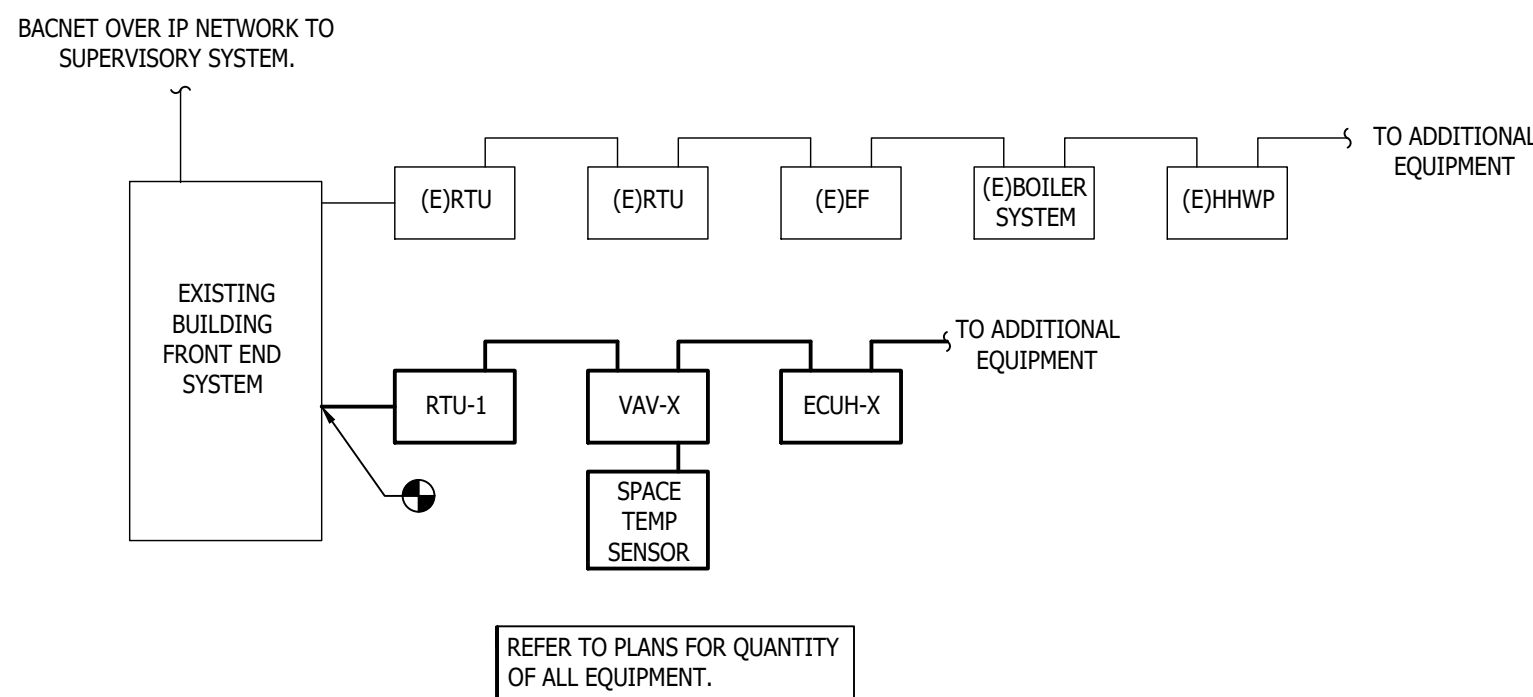 BACNET OVER IP NETWORK TO
SUPERVISORY SYSTEM.
TO ADDITIONAL
EQUIPMENT
(E)RTU
(E)RTU
(E)EF
(E)BOILER
SYSTEM
(E)HHWP
EXISTING
BUILDING
FRONT END
SYSTEM
TO ADDITIONAL
EQUIPMENT
RTU-1
VAV-X
ECUH-X
SPACE
TEMP
SENSOR
REFER TO PLANS FOR QUANTITY
OF ALL EQUIPMENT.